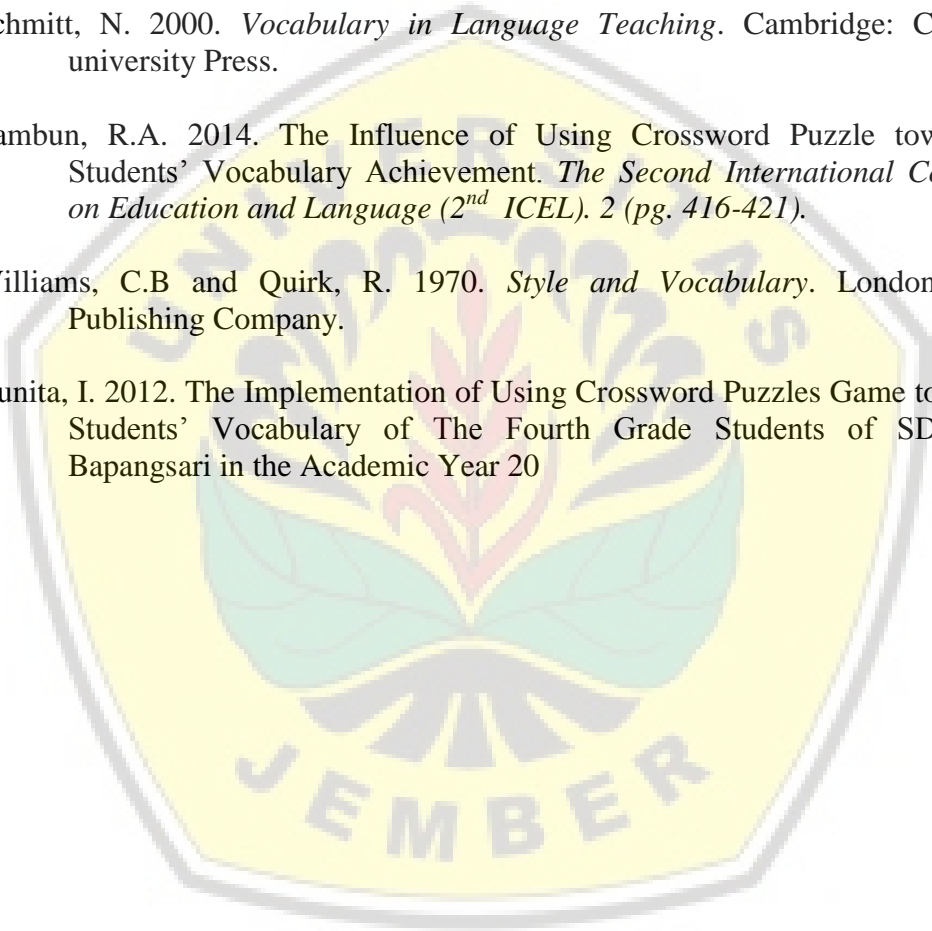 chmitt, N. 2000. Vocabulary in Language Teaching. Cambridge: C
university Press.
ambun, R.A. 2014. The Influence of Using Crossword Puzzle tow
Students’ Vocabulary Achievement. The Second International Co
on Education and Language (2nd ICEL). 2 (pg. 416-421).
illiams, C.B and Quirk, R. 1970. Style and Vocabulary. London
Publishing Company.
unita, I. 2012. The Implementation of Using Crossword Puzzles Game to
Students’ Vocabulary of The Fourth Grade Students of SD
Bapangsari in the Academic Year 20
UNIVERSITAS
JEMBER